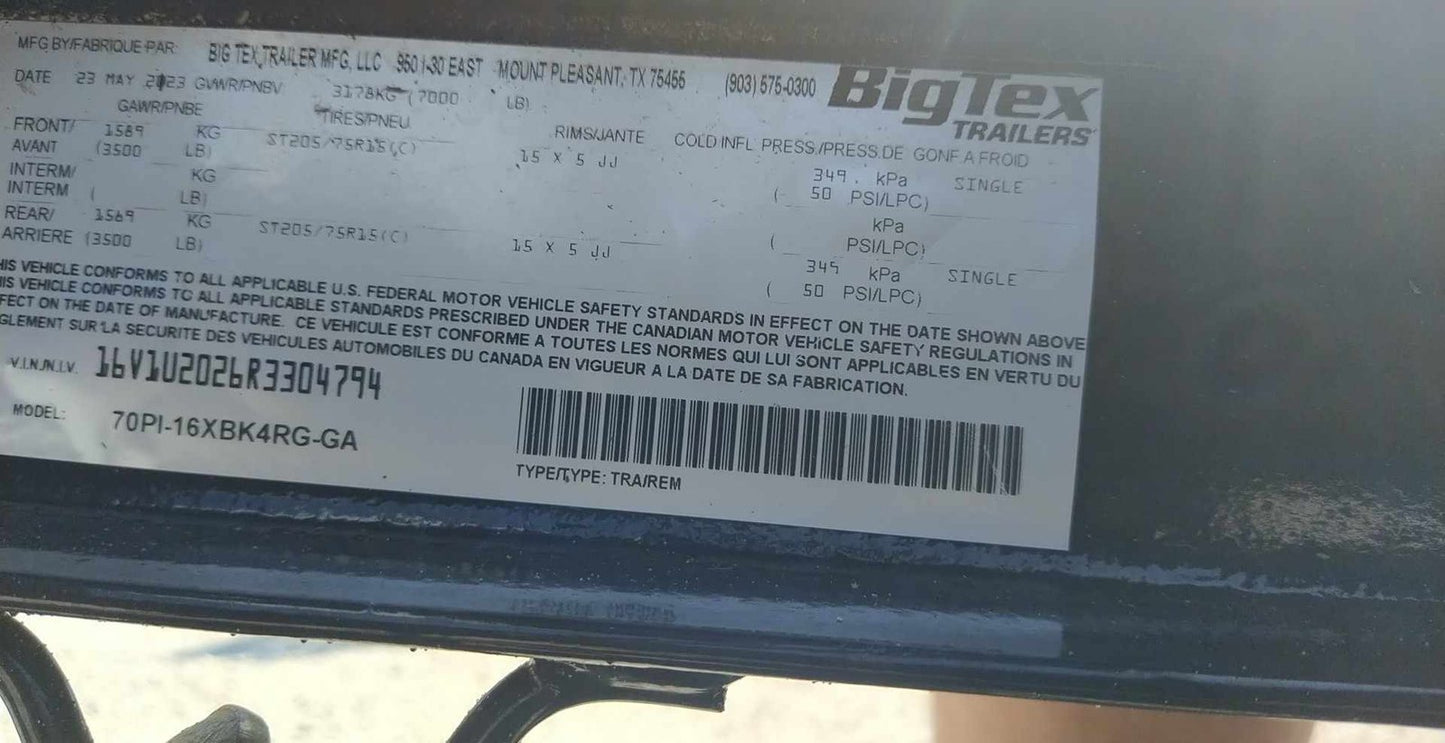 MFG BY/FABRIQUE PAR: BIG TEX TRAILER MFG, LLC 950 I-30 EAST MOUNT PLEASANT, TX 75455 (903) 575-0300
BigTex
TRAILERS
DATE 23 MAY 2023 GVWR/PNBV 3178KG (7000 LB)
GAWR/PNBE TIRES/PNEU RIMS/JANTE COLD INFL PRESS./PRESS.DE GONF A FROID
FRONT/ 1589 KG ST205/75R15(C) 15 X 5 JJ 349. kPa SINGLE
AVANT (3500 LB) ( 50 PSI/LPC)
INTERM/ KG kPa
INTERM ( LB) ( PSI/LPC)
REAR/ 1589 KG ST205/75R15(C) 15 X 5 JJ 349 kPa SINGLE
ARRIERE (3500 LB) ( 50 PSI/LPC)
HIS VEHICLE CONFORMS TO ALL APPLICABLE U.S. FEDERAL MOTOR VEHICLE SAFETY STANDARDS IN EFFECT ON THE DATE SHOWN ABOVE
HIS VEHICLE CONFORMS TO ALL APPLICABLE STANDARDS PRESCRIBED UNDER THE CANADIAN MOTOR VEHICLE SAFETY REGULATIONS IN
FFECT ON THE DATE OF MANUFACTURE. CE VEHICULE EST CONFORME A TOUTES LES NORMES QUI LUI SONT APPLICABLES EN VERTU DU
GLEMENT SUR LA SECURITE DES VEHICULES AUTOMOBILES DU CANADA EN VIGUEUR A LA DATE DE SA FABRICATION.
V.I.N./N.I.V. 16V1U2026R3304794
MODEL: 70PI-16XBK4RG-GA
TYPE/TYPE: TRA/REM